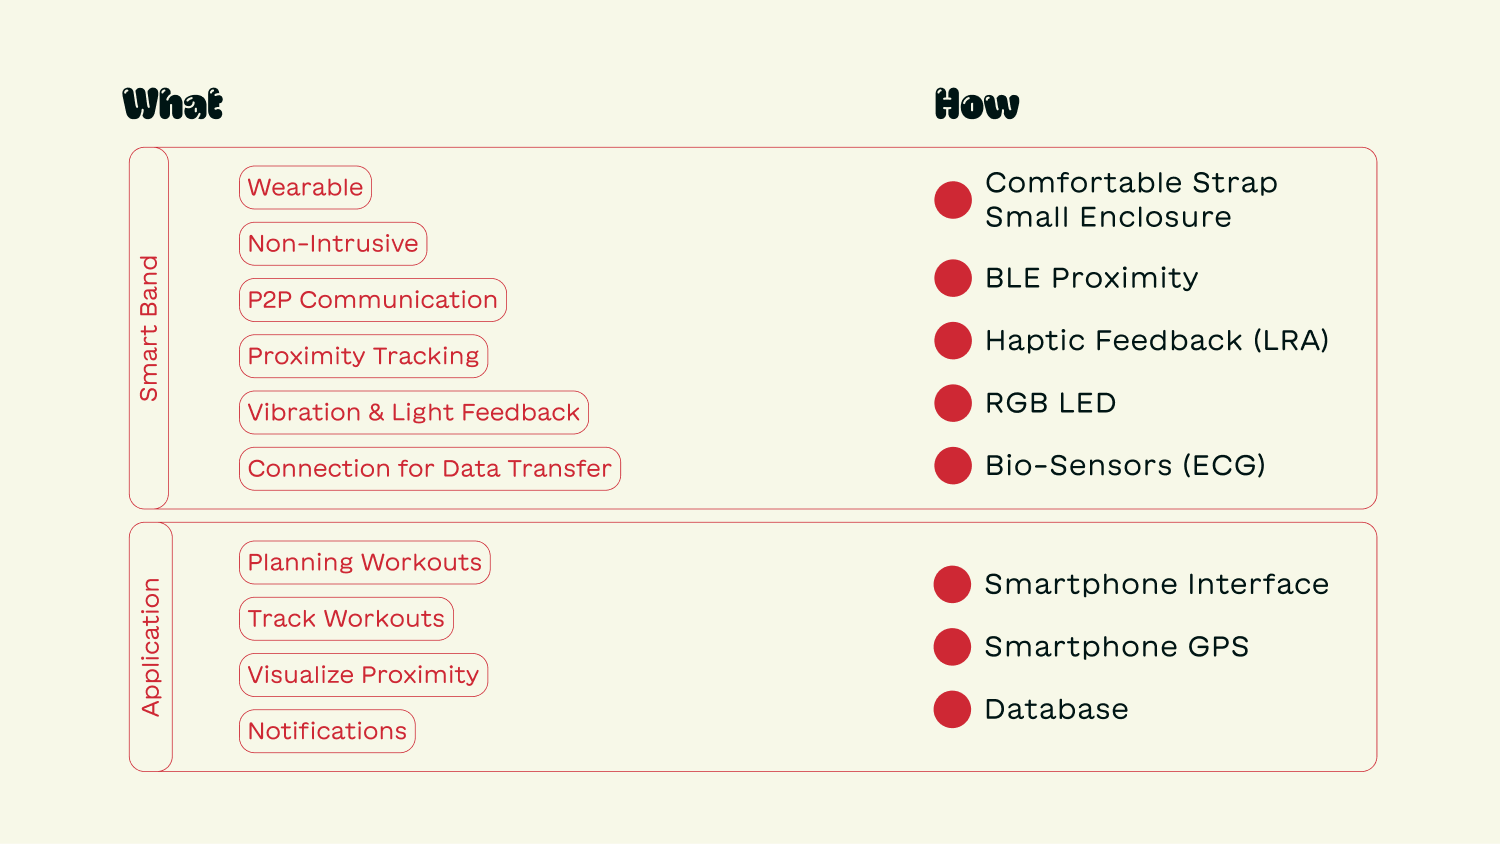 What
How
Smart Band
Wearable
Non-Intrusive
P2P Communication
Proximity Tracking
Vibration & Light Feedback
Connection for Data Transfer
Comfortable Strap
Small Enclosure
BLE Proximity
Haptic Feedback (LRA)
RGB LED
Bio-Sensors (ECG)
Application
Planning Workouts
Track Workouts
Visualize Proximity
Notifications
Smartphone Interface
Smartphone GPS
Database